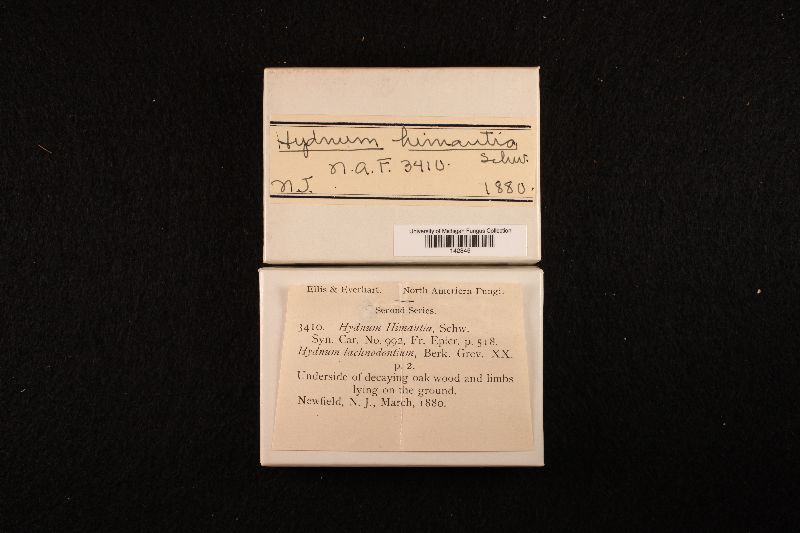 Hydnum himantia
Schw.
N.A.F. 3410.
N.J. 1880.
University of Michigan Fungus Collection
Ellis & Everhart. North American Fungi.
Second Series.
3410. Hydnum Himantia, Schw.
Syn. Car. No. 992, Fr. Epicr. p. 518.
Hydnum lachnodontium, Berk. Grev. XX.
p. 2.
Underside of decaying oak wood and limbs
lying on the ground.
Newfield, N. J., March, 1880.